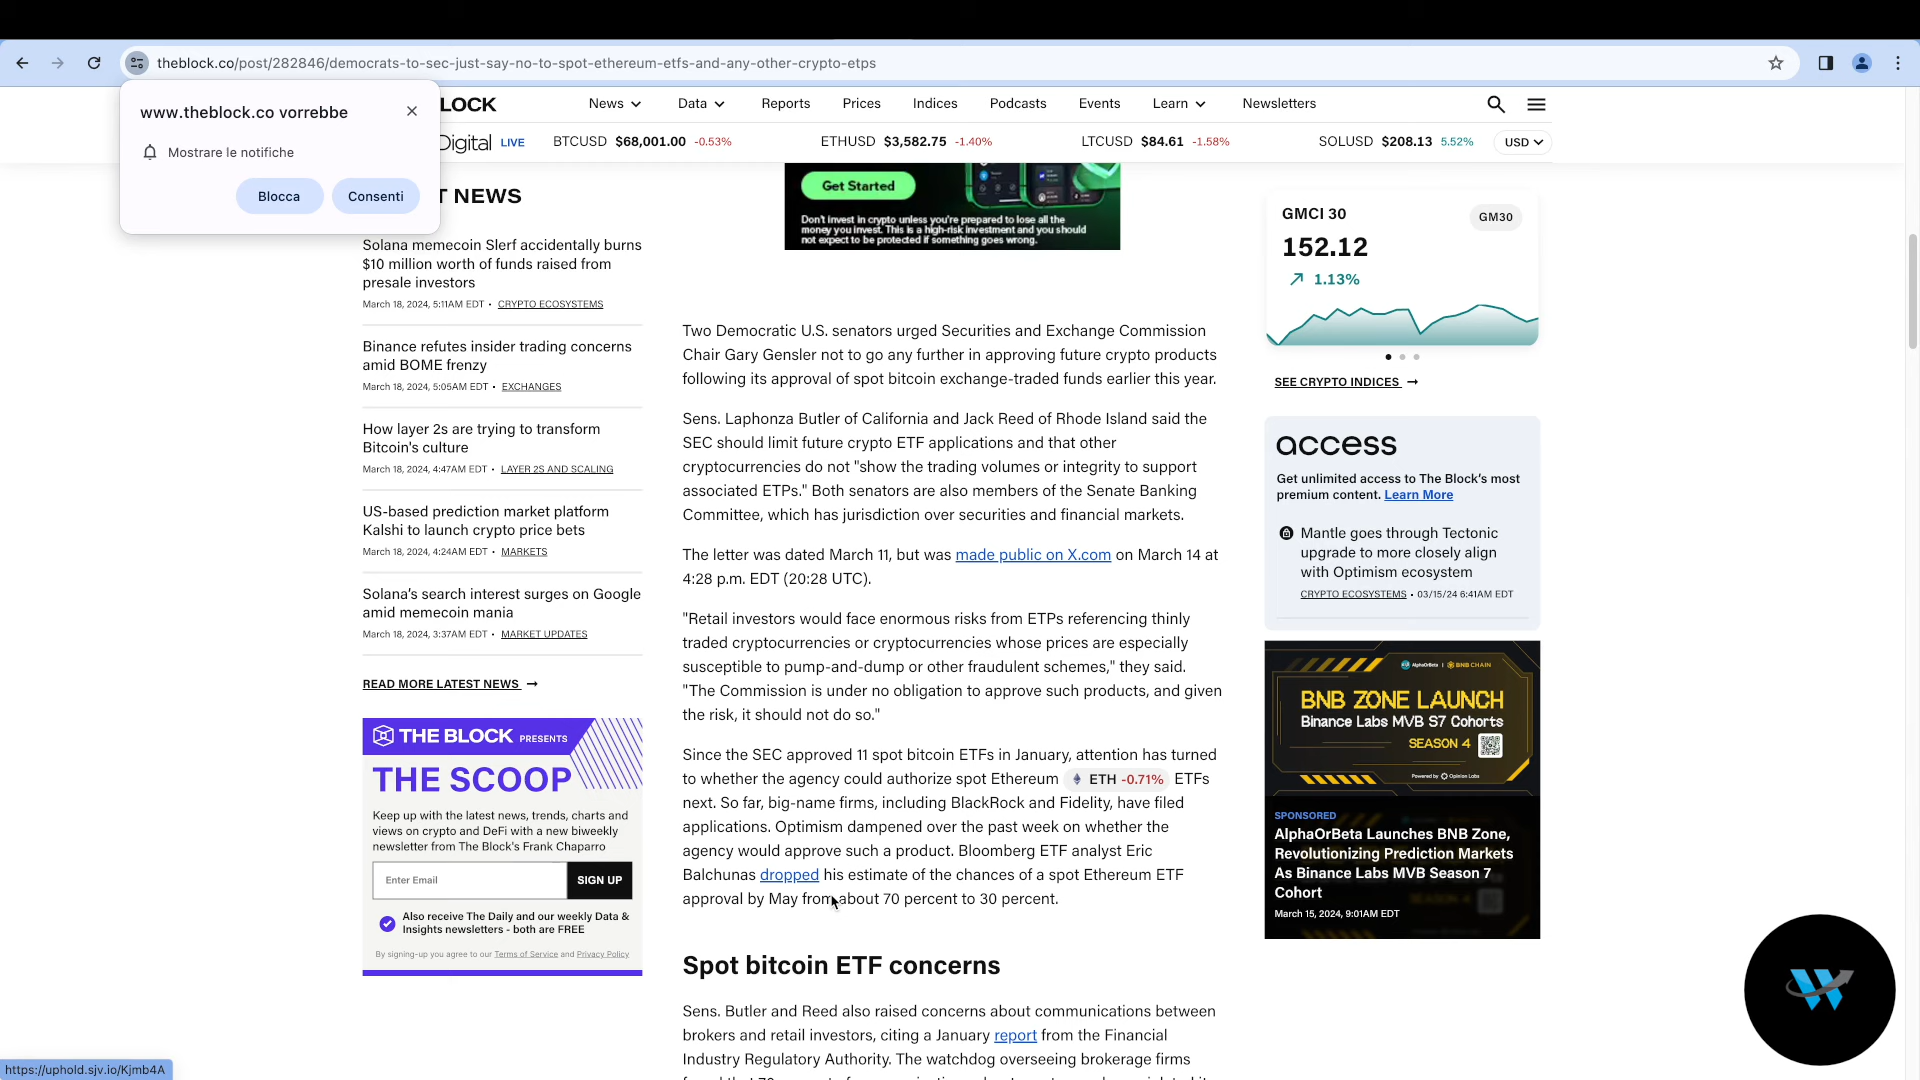 theblock.co/post/282846/democrats-to-sec-just-say-no-to-spot-ethereum-etfs-and-any-other-crypto-etps
www.theblock.co vorrebbe
Mostrare le notifiche
Blocca Consenti
LOCK
News Data Reports Prices Indices Podcasts Events Learn Newsletters
Digital LIVE BTCUSD $68,001.00 -0.53% ETHUSD $3,582.75 -1.40% LTCUSD $84.61 -1.58% SOLUSD $208.13 5.52% USD
T NEWS
Solana memecoin Slerf accidentally burns
$10 million worth of funds raised from
presale investors
March 18, 2024, 5:11AM EDT • CRYPTO ECOSYSTEMS
Binance refutes insider trading concerns
amid BOME frenzy
March 18, 2024, 5:05AM EDT • EXCHANGES
How layer 2s are trying to transform
Bitcoin's culture
March 18, 2024, 4:47AM EDT • LAYER 2S AND SCALING
US-based prediction market platform
Kalshi to launch crypto price bets
March 18, 2024, 4:24AM EDT • MARKETS
Solana's search interest surges on Google
amid memecoin mania
March 18, 2024, 3:37AM EDT • MARKET UPDATES
READ MORE LATEST NEWS →
THE BLOCK PRESENTS
THE SCOOP
Keep up with the latest news, trends, charts and
views on crypto and DeFi with a new biweekly
newsletter from The Block's Frank Chaparro
Enter Email SIGN UP
Also receive The Daily and our weekly Data &
Insights newsletters - both are FREE
By signing-up you agree to our Terms of Service and Privacy Policy
Get Started
Don't invest in crypto unless you're prepared to lose all the
money you invest. This is a high-risk investment and you should
not expect to be protected if something goes wrong.
Two Democratic U.S. senators urged Securities and Exchange Commission
Chair Gary Gensler not to go any further in approving future crypto products
following its approval of spot bitcoin exchange-traded funds earlier this year.
Sens. Laphonza Butler of California and Jack Reed of Rhode Island said the
SEC should limit future crypto ETF applications and that other
cryptocurrencies do not "show the trading volumes or integrity to support
associated ETPs." Both senators are also members of the Senate Banking
Committee, which has jurisdiction over securities and financial markets.
The letter was dated March 11, but was made public on X.com on March 14 at
4:28 p.m. EDT (20:28 UTC).
"Retail investors would face enormous risks from ETPs referencing thinly
traded cryptocurrencies or cryptocurrencies whose prices are especially
susceptible to pump-and-dump or other fraudulent schemes," they said.
"The Commission is under no obligation to approve such products, and given
the risk, it should not do so."
Since the SEC approved 11 spot bitcoin ETFs in January, attention has turned
to whether the agency could authorize spot Ethereum ETH -0.71% ETFs
next. So far, big-name firms, including BlackRock and Fidelity, have filed
applications. Optimism dampened over the past week on whether the
agency would approve such a product. Bloomberg ETF analyst Eric
Balchunas dropped his estimate of the chances of a spot Ethereum ETF
approval by May from about 70 percent to 30 percent.
Spot bitcoin ETF concerns
Sens. Butler and Reed also raised concerns about communications between
brokers and retail investors, citing a January report from the Financial
Industry Regulatory Authority. The watchdog overseeing brokerage firms
GMCI 30 GM30
152.12
1.13%
SEE CRYPTO INDICES →
access
Get unlimited access to The Block's most
premium content. Learn More
Mantle goes through Tectonic
upgrade to more closely align
with Optimism ecosystem
CRYPTO ECOSYSTEMS • 03/15/24 6:41AM EDT
AlphaOrBeta | BNB CHAIN
BNB ZONE LAUNCH
Binance Labs MVB S7 Cohorts
SEASON 4
Powered by Opinion Labs
SPONSORED
AlphaOrBeta Launches BNB Zone,
Revolutionizing Prediction Markets
As Binance Labs MVB Season 7
Cohort
March 15, 2024, 9:01AM EDT
https://uphold.sjv.io/Kjmb4A